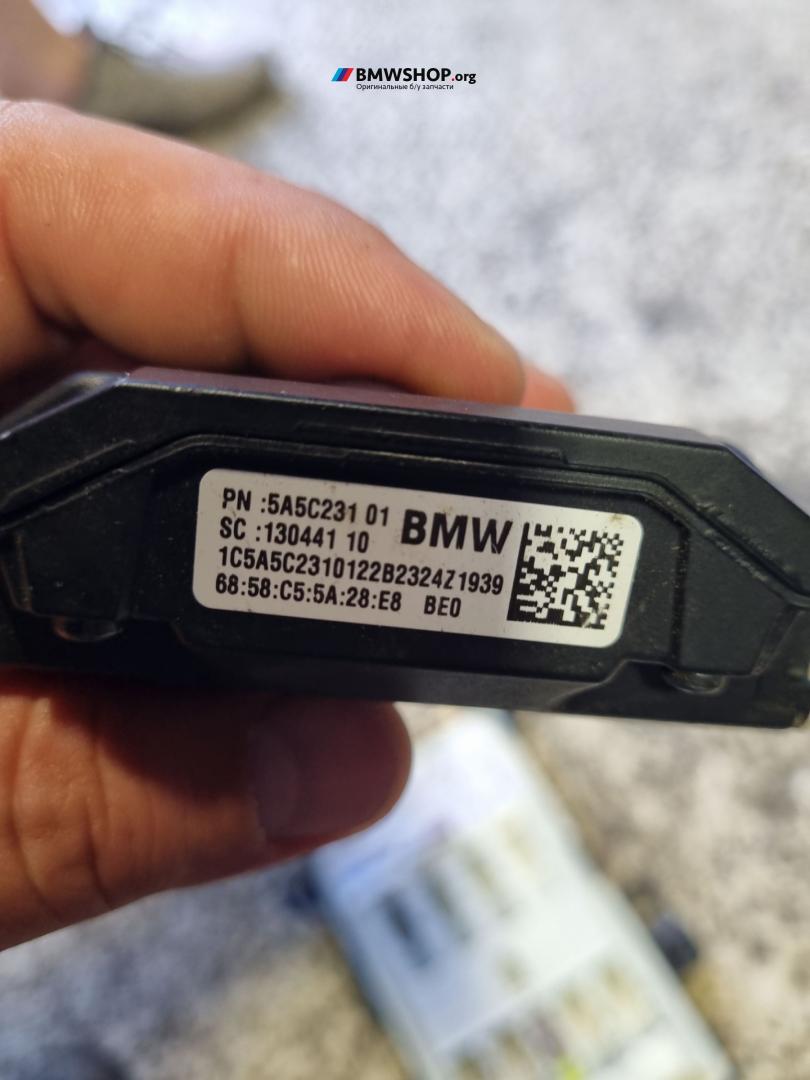 BMWSHOP.org
Оригинальные б/у запчасти
PN :5A5C231 01
BMW
SC :130441 10
1C5A5C2310122B2324Z1939
68:58:C5:5A:28:E8 BE0